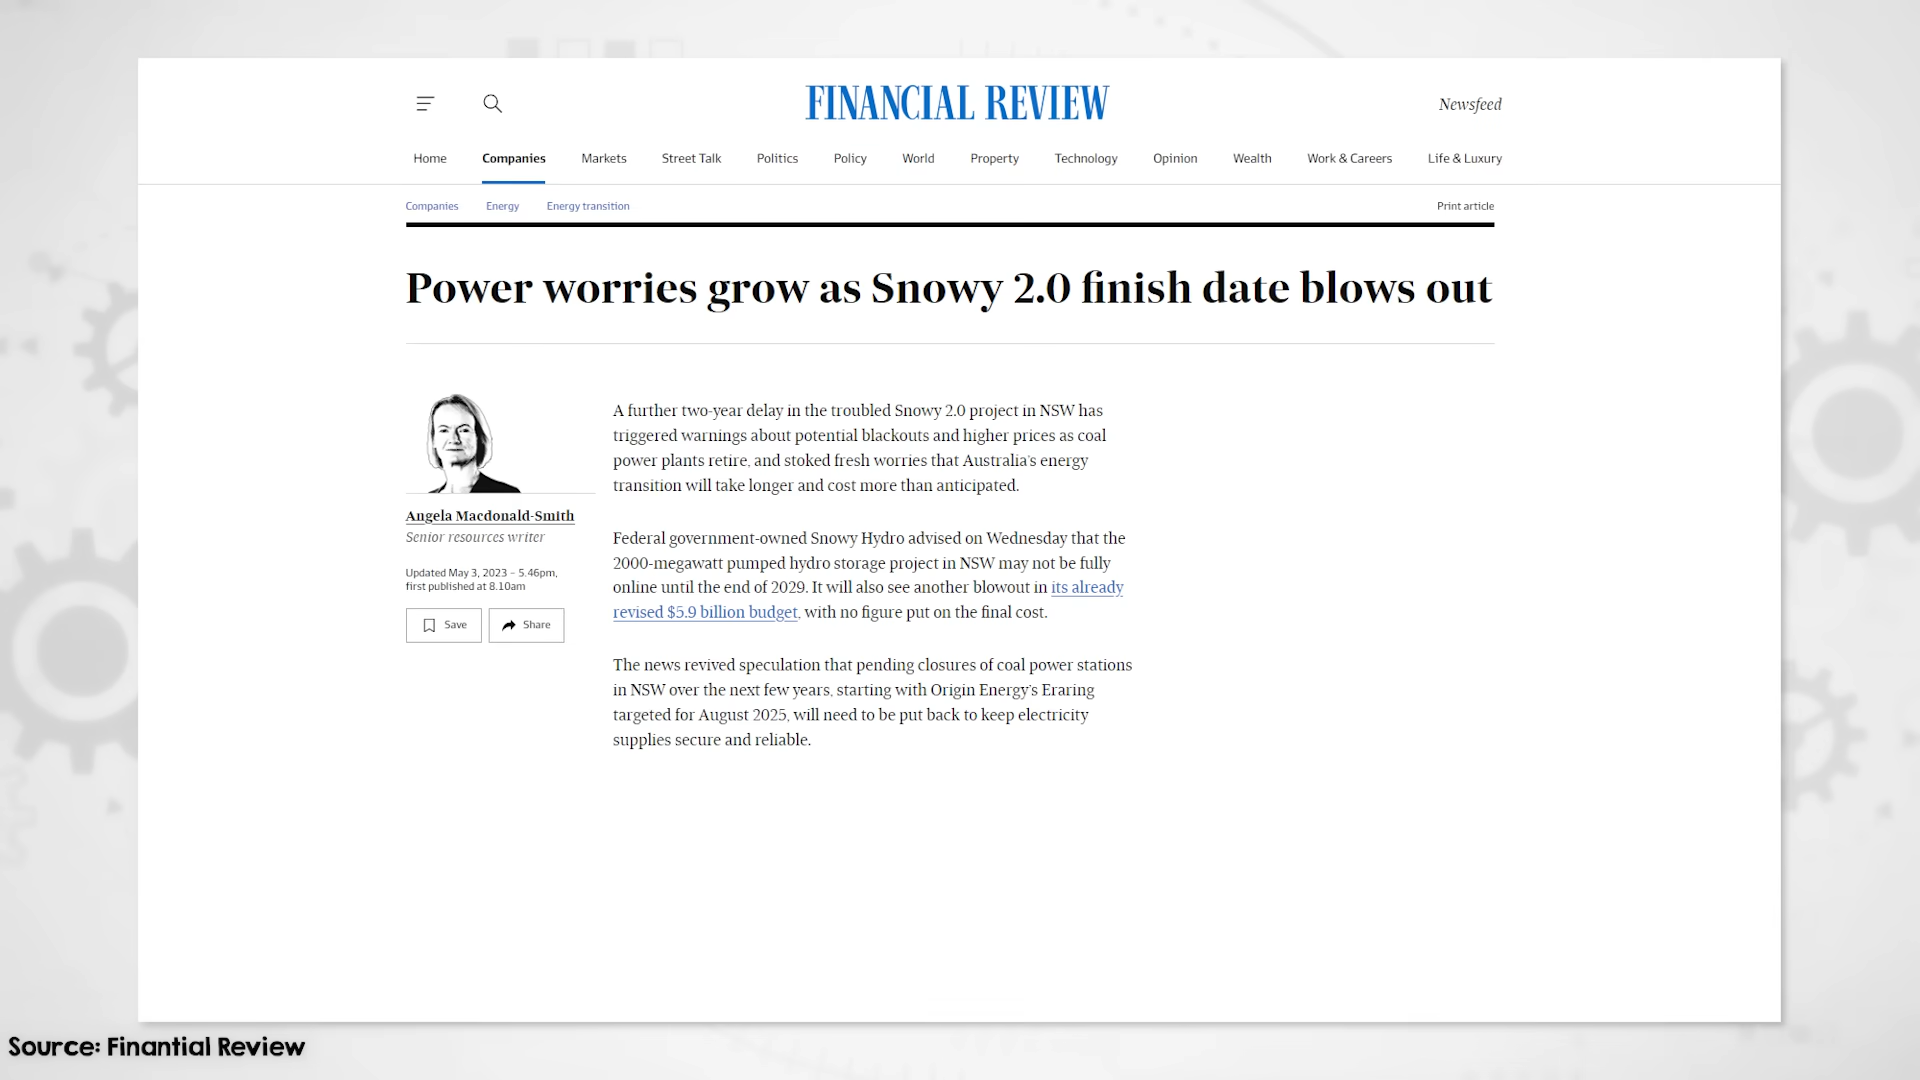 FINANCIAL REVIEW
Newsfeed
Home Companies Markets Street Talk Politics Policy World Property Technology Opinion Wealth Work & Careers Life & Luxury
Companies Energy Energy transition Print article
Power worries grow as Snowy 2.0 finish date blows out
Angela Macdonald-Smith
Senior resources writer
Updated May 3, 2023 – 5.46pm,
first published at 8.10am
Save Share
A further two-year delay in the troubled Snowy 2.0 project in NSW has
triggered warnings about potential blackouts and higher prices as coal
power plants retire, and stoked fresh worries that Australia's energy
transition will take longer and cost more than anticipated.
Federal government-owned Snowy Hydro advised on Wednesday that the
2000-megawatt pumped hydro storage project in NSW may not be fully
online until the end of 2029. It will also see another blowout in its already
revised $5.9 billion budget, with no figure put on the final cost.
The news revived speculation that pending closures of coal power stations
in NSW over the next few years, starting with Origin Energy's Eraring
targeted for August 2025, will need to be put back to keep electricity
supplies secure and reliable.
Source: Finantial Review